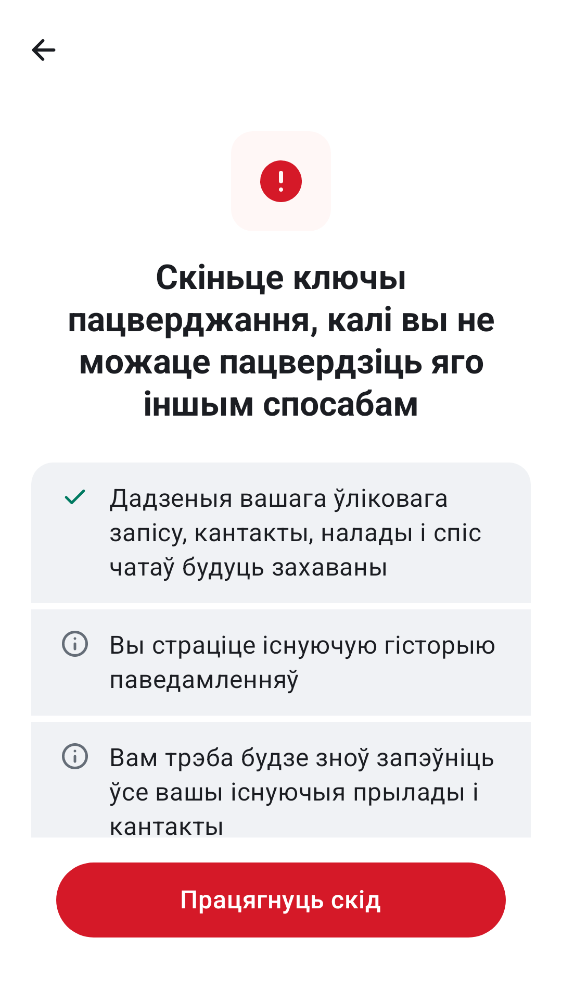 Скіньце ключы
пацверджання, калі вы не
можаце пацвердзіць яго
іншым спосабам
Дадзеныя вашага ўліковага
запісу, кантакты, налады і спіс
чатаў будуць захаваны
Вы страціце існуючую гісторыю
паведамленняў
Вам трэба будзе зноў запэўніць
ўсе вашы існуючыя прылады і
кантакты
Працягнуць скід